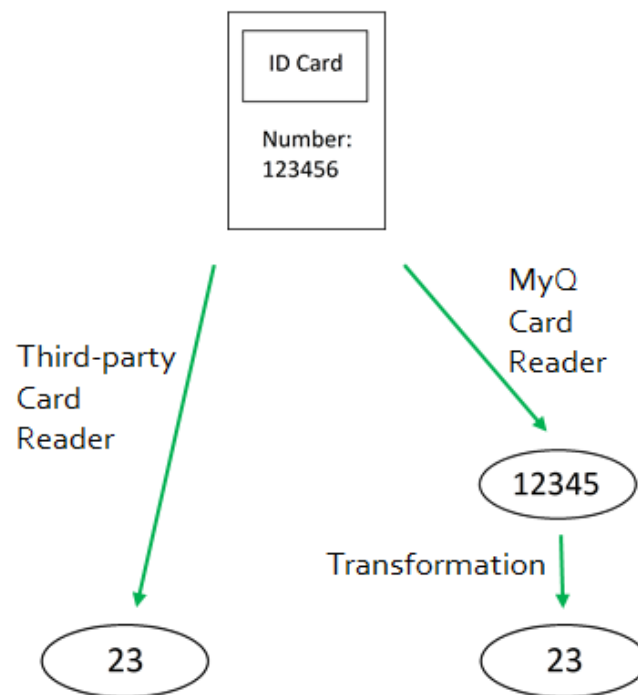 ID Card
Number:
123456
MyQ
Card
Reader
Third-party
Card
Reader
12345
Transformation
23
23